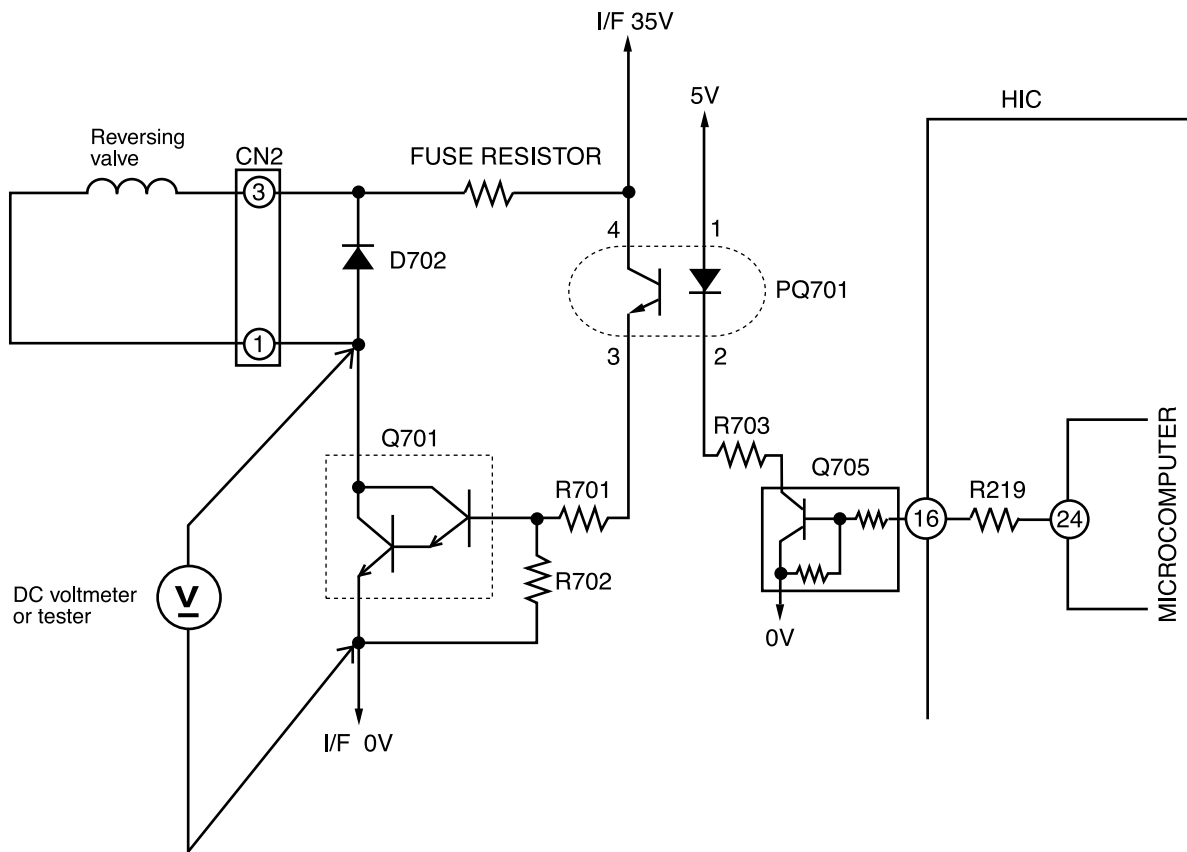 I/F 35V
5V
HIC
Reversing
valve
CN2
FUSE RESISTOR
3
4
1
D702
PQ701
1
3
2
Q701
R703
Q705
R701
16
R219
24
MICROCOMPUTER
R702
DC voltmeter
or tester
V
0V
I/F 0V